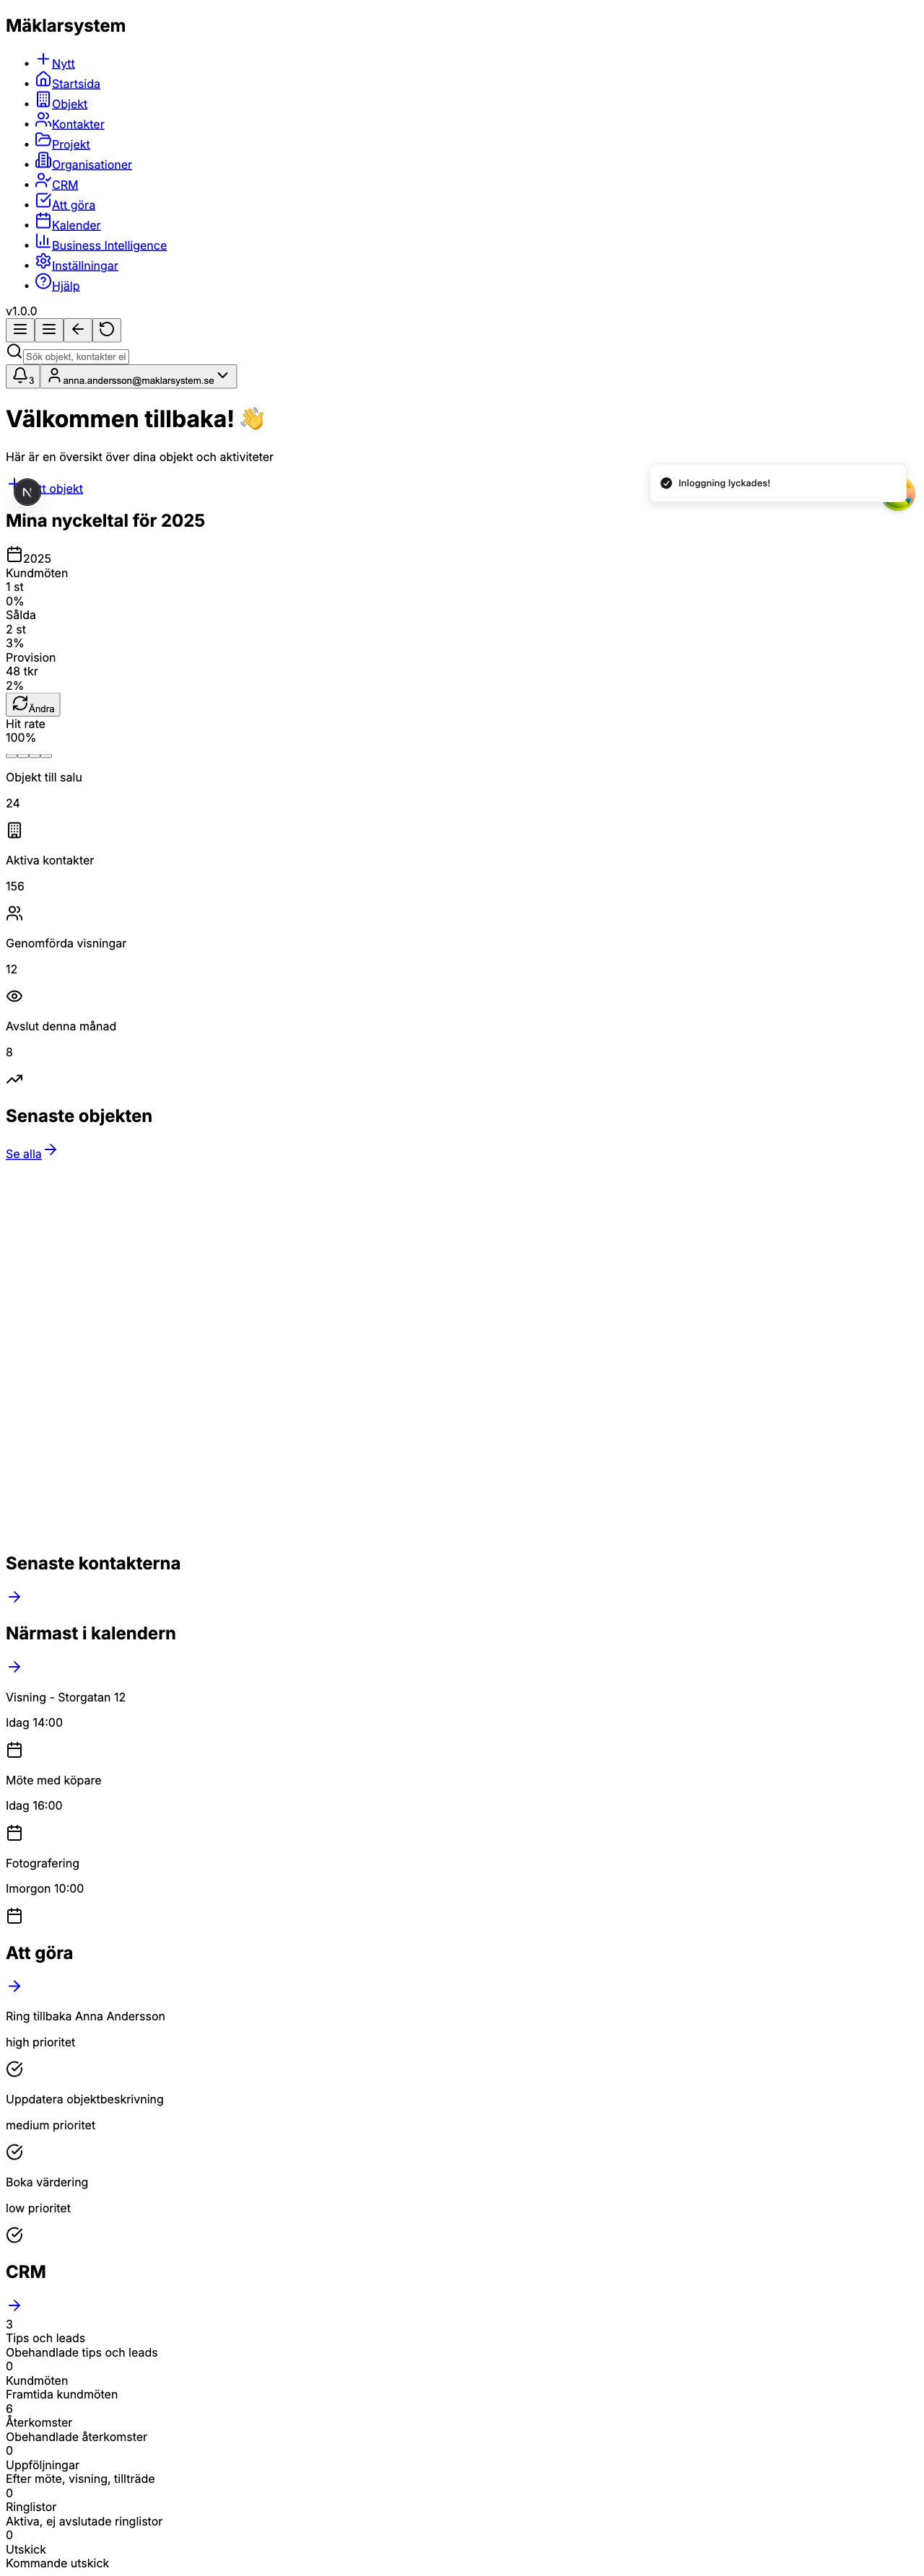 Mäklarsystem
Nytt
Startsida
Objekt
Kontakter
Projekt
Organisationer
CRM
Att göra
Kalender
Business Intelligence
Inställningar
Hjälp
v1.0.0
Sök objekt, kontakter el
3 anna.andersson@maklarsystem.se
Välkommen tillbaka! 👋
Här är en översikt över dina objekt och aktiviteter
N tt objekt
Inloggning lyckades!
Mina nyckeltal för 2025
2025
Kundmöten
1 st
0%
Sålda
2 st
3%
Provision
48 tkr
2%
Ändra
Hit rate
100%
Objekt till salu
24
Aktiva kontakter
156
Genomförda visningar
12
Avslut denna månad
8
Senaste objekten
Se alla
Senaste kontakterna
Närmast i kalendern
Visning - Storgatan 12
Idag 14:00
Möte med köpare
Idag 16:00
Fotografering
Imorgon 10:00
Att göra
Ring tillbaka Anna Andersson
high prioritet
Uppdatera objektbeskrivning
medium prioritet
Boka värdering
low prioritet
CRM
3
Tips och leads
Obehandlade tips och leads
0
Kundmöten
Framtida kundmöten
6
Återkomster
Obehandlade återkomster
0
Uppföljningar
Efter möte, visning, tillträde
0
Ringlistor
Aktiva, ej avslutade ringlistor
0
Utskick
Kommande utskick